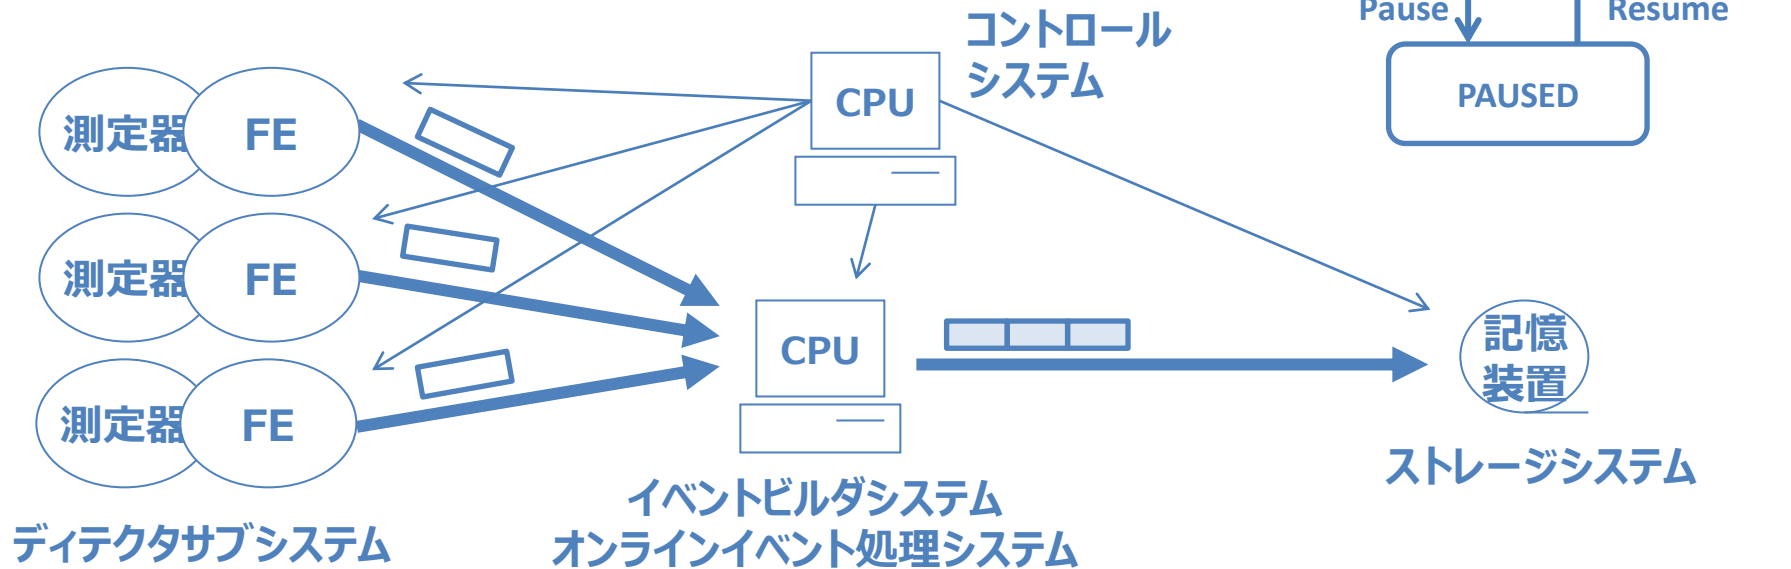 コントロール
システム
Pause
Resume
CPU
PAUSED
測定器
FE
測定器
FE
測定器
FE
CPU
記憶
装置
ストレージシステム
イベントビルダシステム
オンラインイベント処理システム
ディテクタサブシステム